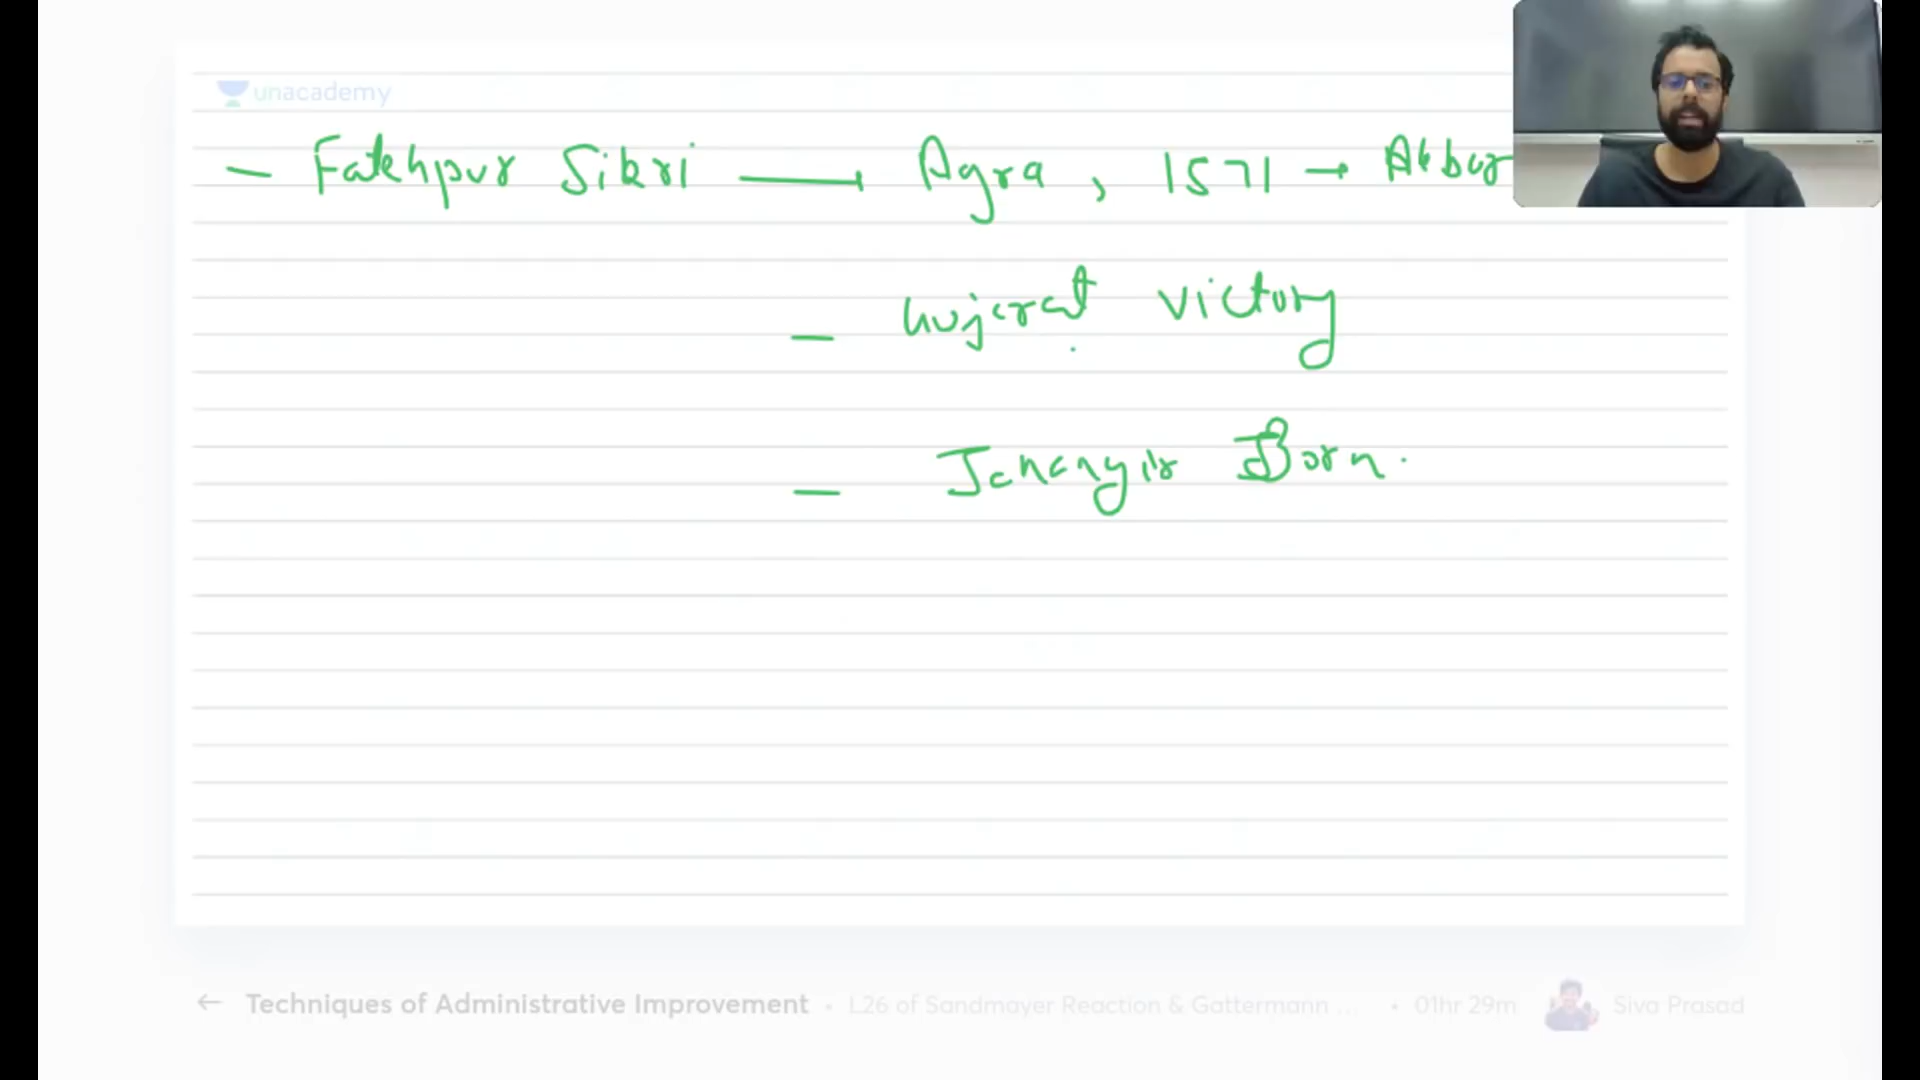 unacademy
- Fatehpur Sikri → Agra, 1571 → Akbar
- Gujarat victory
- Jahangir Born.
← Techniques of Administrative Improvement • L26 of Sandmayer Reaction & Gattermann ... • 01hr 29m Siva Prasad